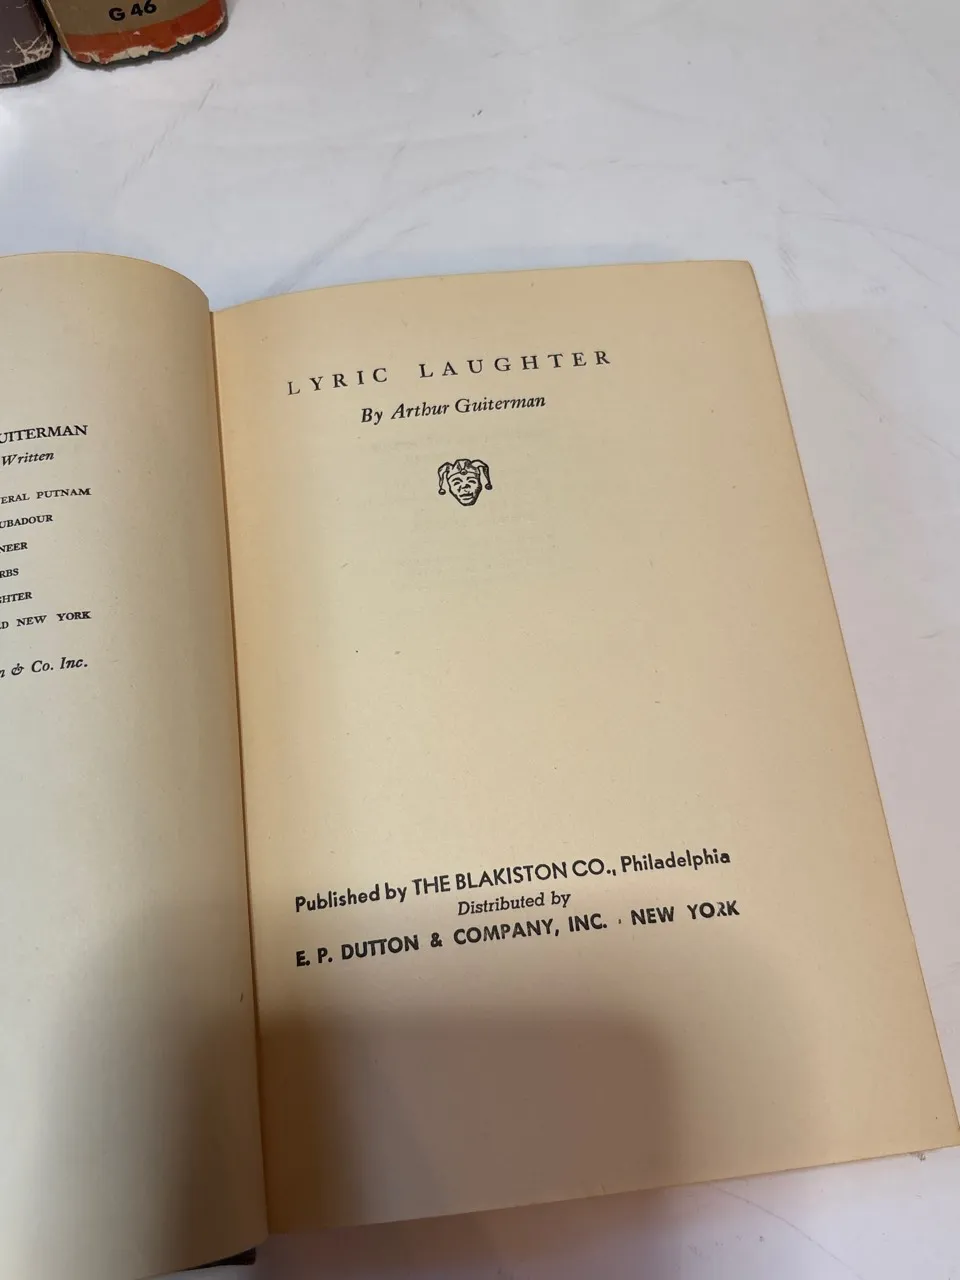 G 46
UITERMAN
Written
ERAL PUTNAM
UBADOUR
NEER
RBS
GHTER
D NEW YORK
n & Co. Inc.
LYRIC LAUGHTER
By Arthur Guiterman
Published by THE BLAKISTON CO., Philadelphia
Distributed by
E. P. DUTTON & COMPANY, INC. · NEW YORK